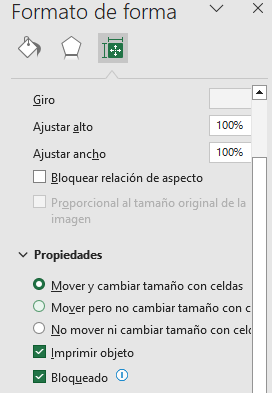 Formato de forma
Giro
Ajustar alto 100%
Ajustar ancho 100%
Bloquear relación de aspecto
Proporcional al tamaño original de la
imagen
Propiedades
Mover y cambiar tamaño con celdas
Mover pero no cambiar tamaño con c
No mover ni cambiar tamaño con celd
Imprimir objeto
Bloqueado